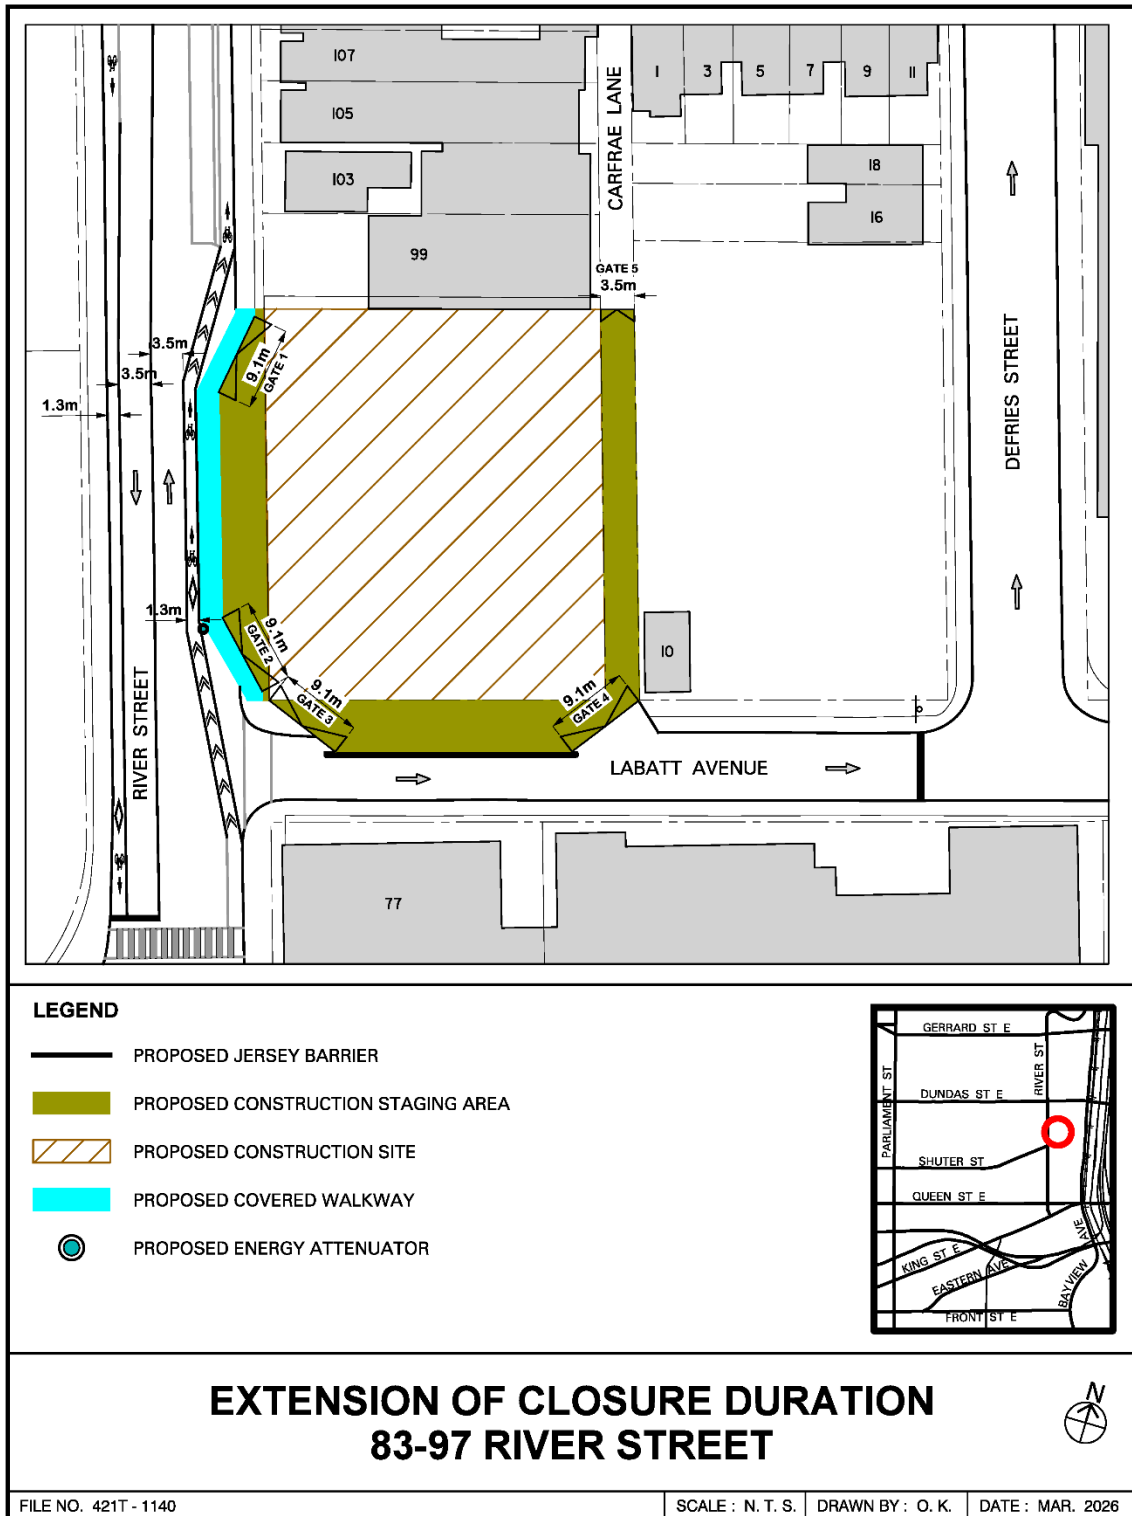 107
105
103
99
CARFRAE LANE
1
3
5
7
9
11
18
16
GATE 5
3.5m
3.5m
3.5m
1.3m
9.1m
GATE 1
DEFRIES STREET
1.3m
9.1m
GATE 2
9.1m
GATE 3
9.1m
GATE 4
10
RIVER STREET
LABATT AVENUE
77
LEGEND
PROPOSED JERSEY BARRIER
PROPOSED CONSTRUCTION STAGING AREA
PROPOSED CONSTRUCTION SITE
PROPOSED COVERED WALKWAY
PROPOSED ENERGY ATTENUATOR
GERRARD ST E
RIVER ST
PARLIAMENT ST
DUNDAS ST E
SHUTER ST
QUEEN ST E
KING ST E
EASTERN AVE
BAYVIEW AVE
FRONT ST E
EXTENSION OF CLOSURE DURATION
83-97 RIVER STREET
N
FILE NO. 421T - 1140
SCALE : N. T. S.
DRAWN BY : O. K.
DATE : MAR. 2026